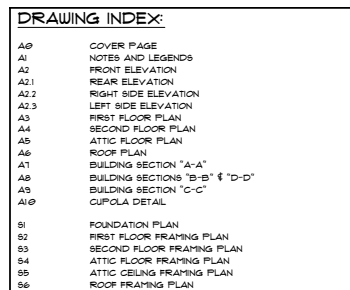 DRAWING INDEX:
A0 COVER PAGE
A1 NOTES AND LEGENDS
A2 FRONT ELEVATION
A2.1 REAR ELEVATION
A2.2 RIGHT SIDE ELEVATION
A2.3 LEFT SIDE ELEVATION
A3 FIRST FLOOR PLAN
A4 SECOND FLOOR PLAN
A5 ATTIC FLOOR PLAN
A6 ROOF PLAN
A7 BUILDING SECTION "A-A"
A8 BUILDING SECTIONS "B-B" & "D-D"
A9 BUILDING SECTION "C-C"
A10 CUPOLA DETAIL
S1 FOUNDATION PLAN
S2 FIRST FLOOR FRAMING PLAN
S3 SECOND FLOOR FRAMING PLAN
S4 ATTIC FLOOR FRAMING PLAN
S5 ATTIC CEILING FRAMING PLAN
S6 ROOF FRAMING PLAN